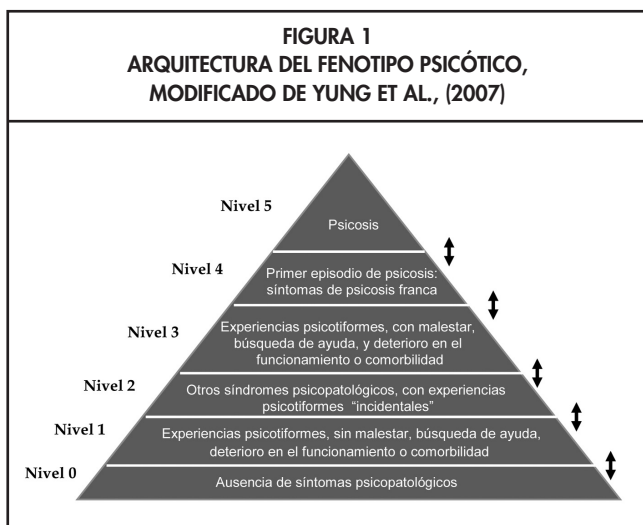 FIGURA 1
ARQUITECTURA DEL FENOTIPO PSICÓTICO,
MODIFICADO DE YUNG ET AL., (2007)
Nivel 5
Psicosis
Nivel 4
Primer episodio de psicosis:
síntomas de psicosis franca
Nivel 3
Experiencias psicotiformes, con malestar,
búsqueda de ayuda, y deterioro en el
funcionamiento o comorbilidad
Nivel 2
Otros síndromes psicopatológicos, con experiencias
psicotiformes “incidentales”
Nivel 1
Experiencias psicotiformes, sin malestar, búsqueda de ayuda,
deterioro en el funcionamiento o comorbilidad
Nivel 0
Ausencia de síntomas psicopatológicos